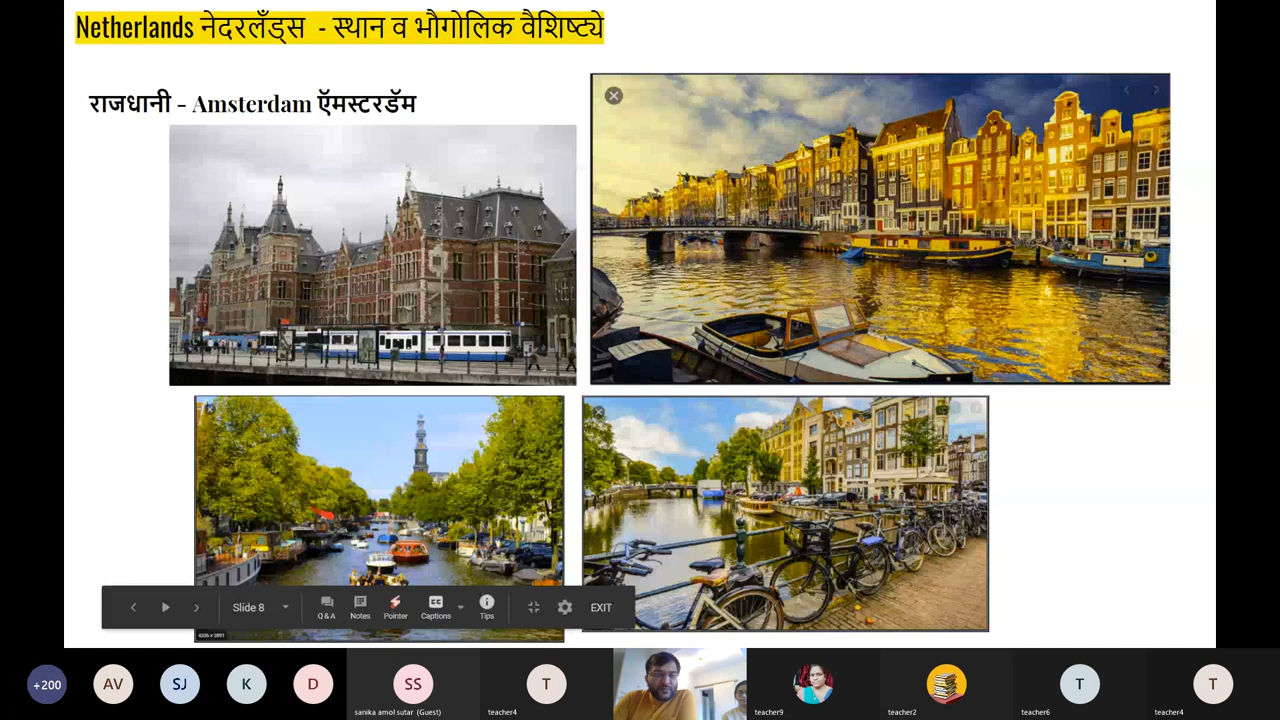 Netherlands नेदरलँड्स - स्थान व भौगोलिक वैशिष्ट्ये
राजधानी - Amsterdam ऍमस्टरडॅम
Slide 8
Q & A
Notes
Pointer
Captions
Tips
EXIT
+200
AV
SJ
K
D
SS
T
T
T
sanika amol sutar (Guest)
teacher4
teacher9
teacher2
teacher6
teacher4